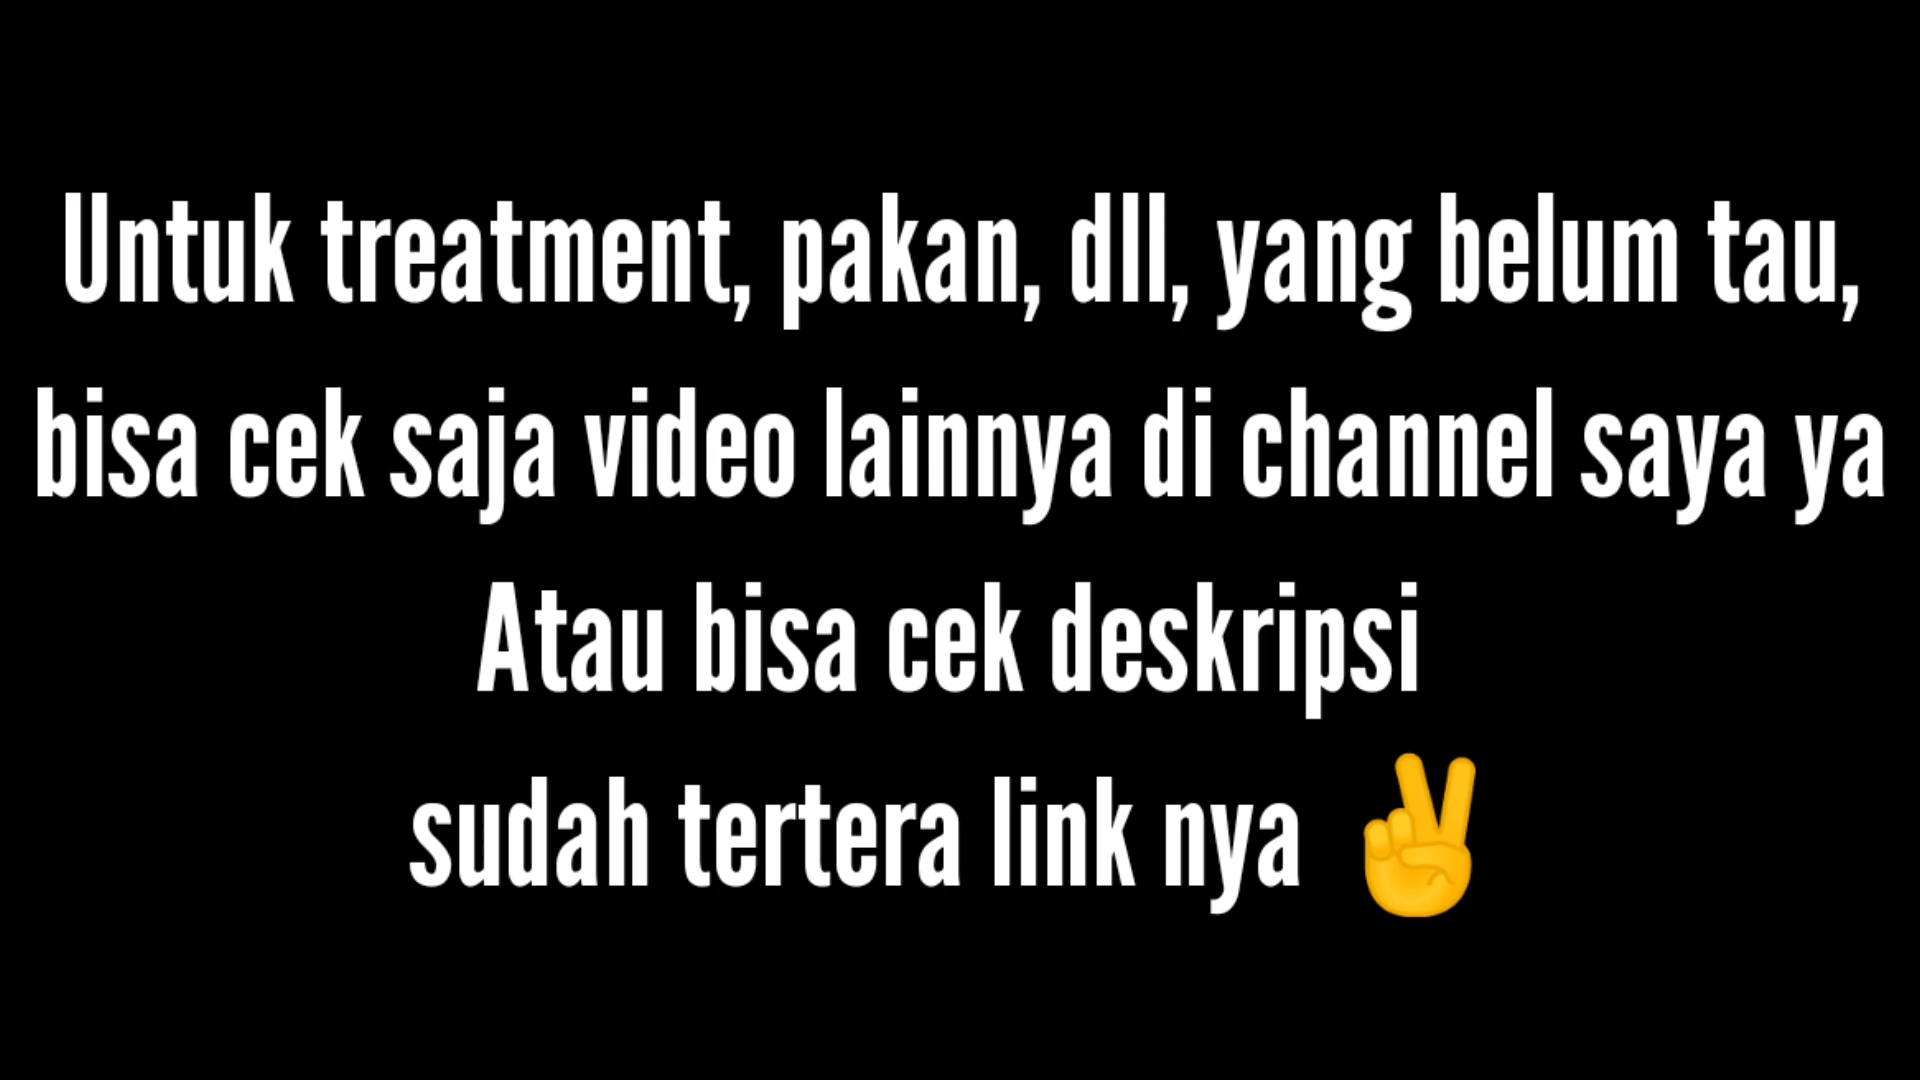 Untuk treatment, pakan, dll, yang belum tau,
bisa cek saja video lainnya di channel saya ya
Atau bisa cek deskripsi
sudah tertera link nya ✌️